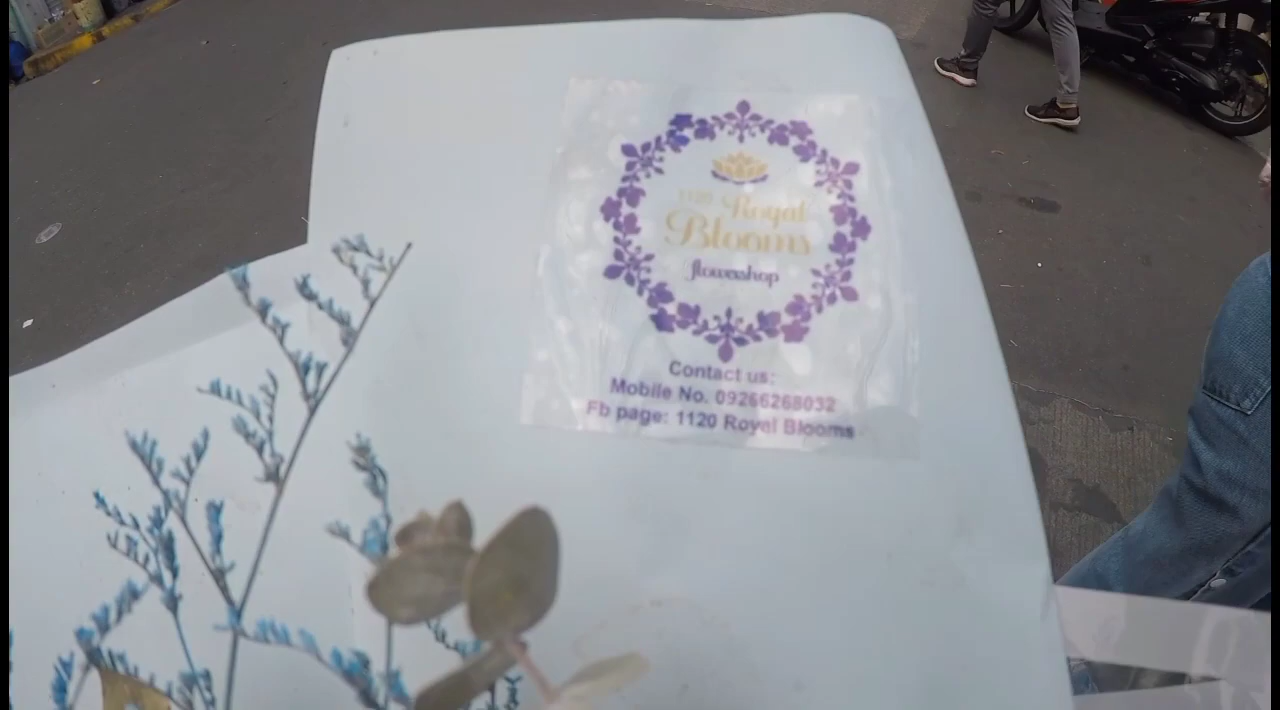 1120 Royal
Blooms
flowershop
Contact us:
Mobile No. 09266268032
Fb page: 1120 Royal Blooms